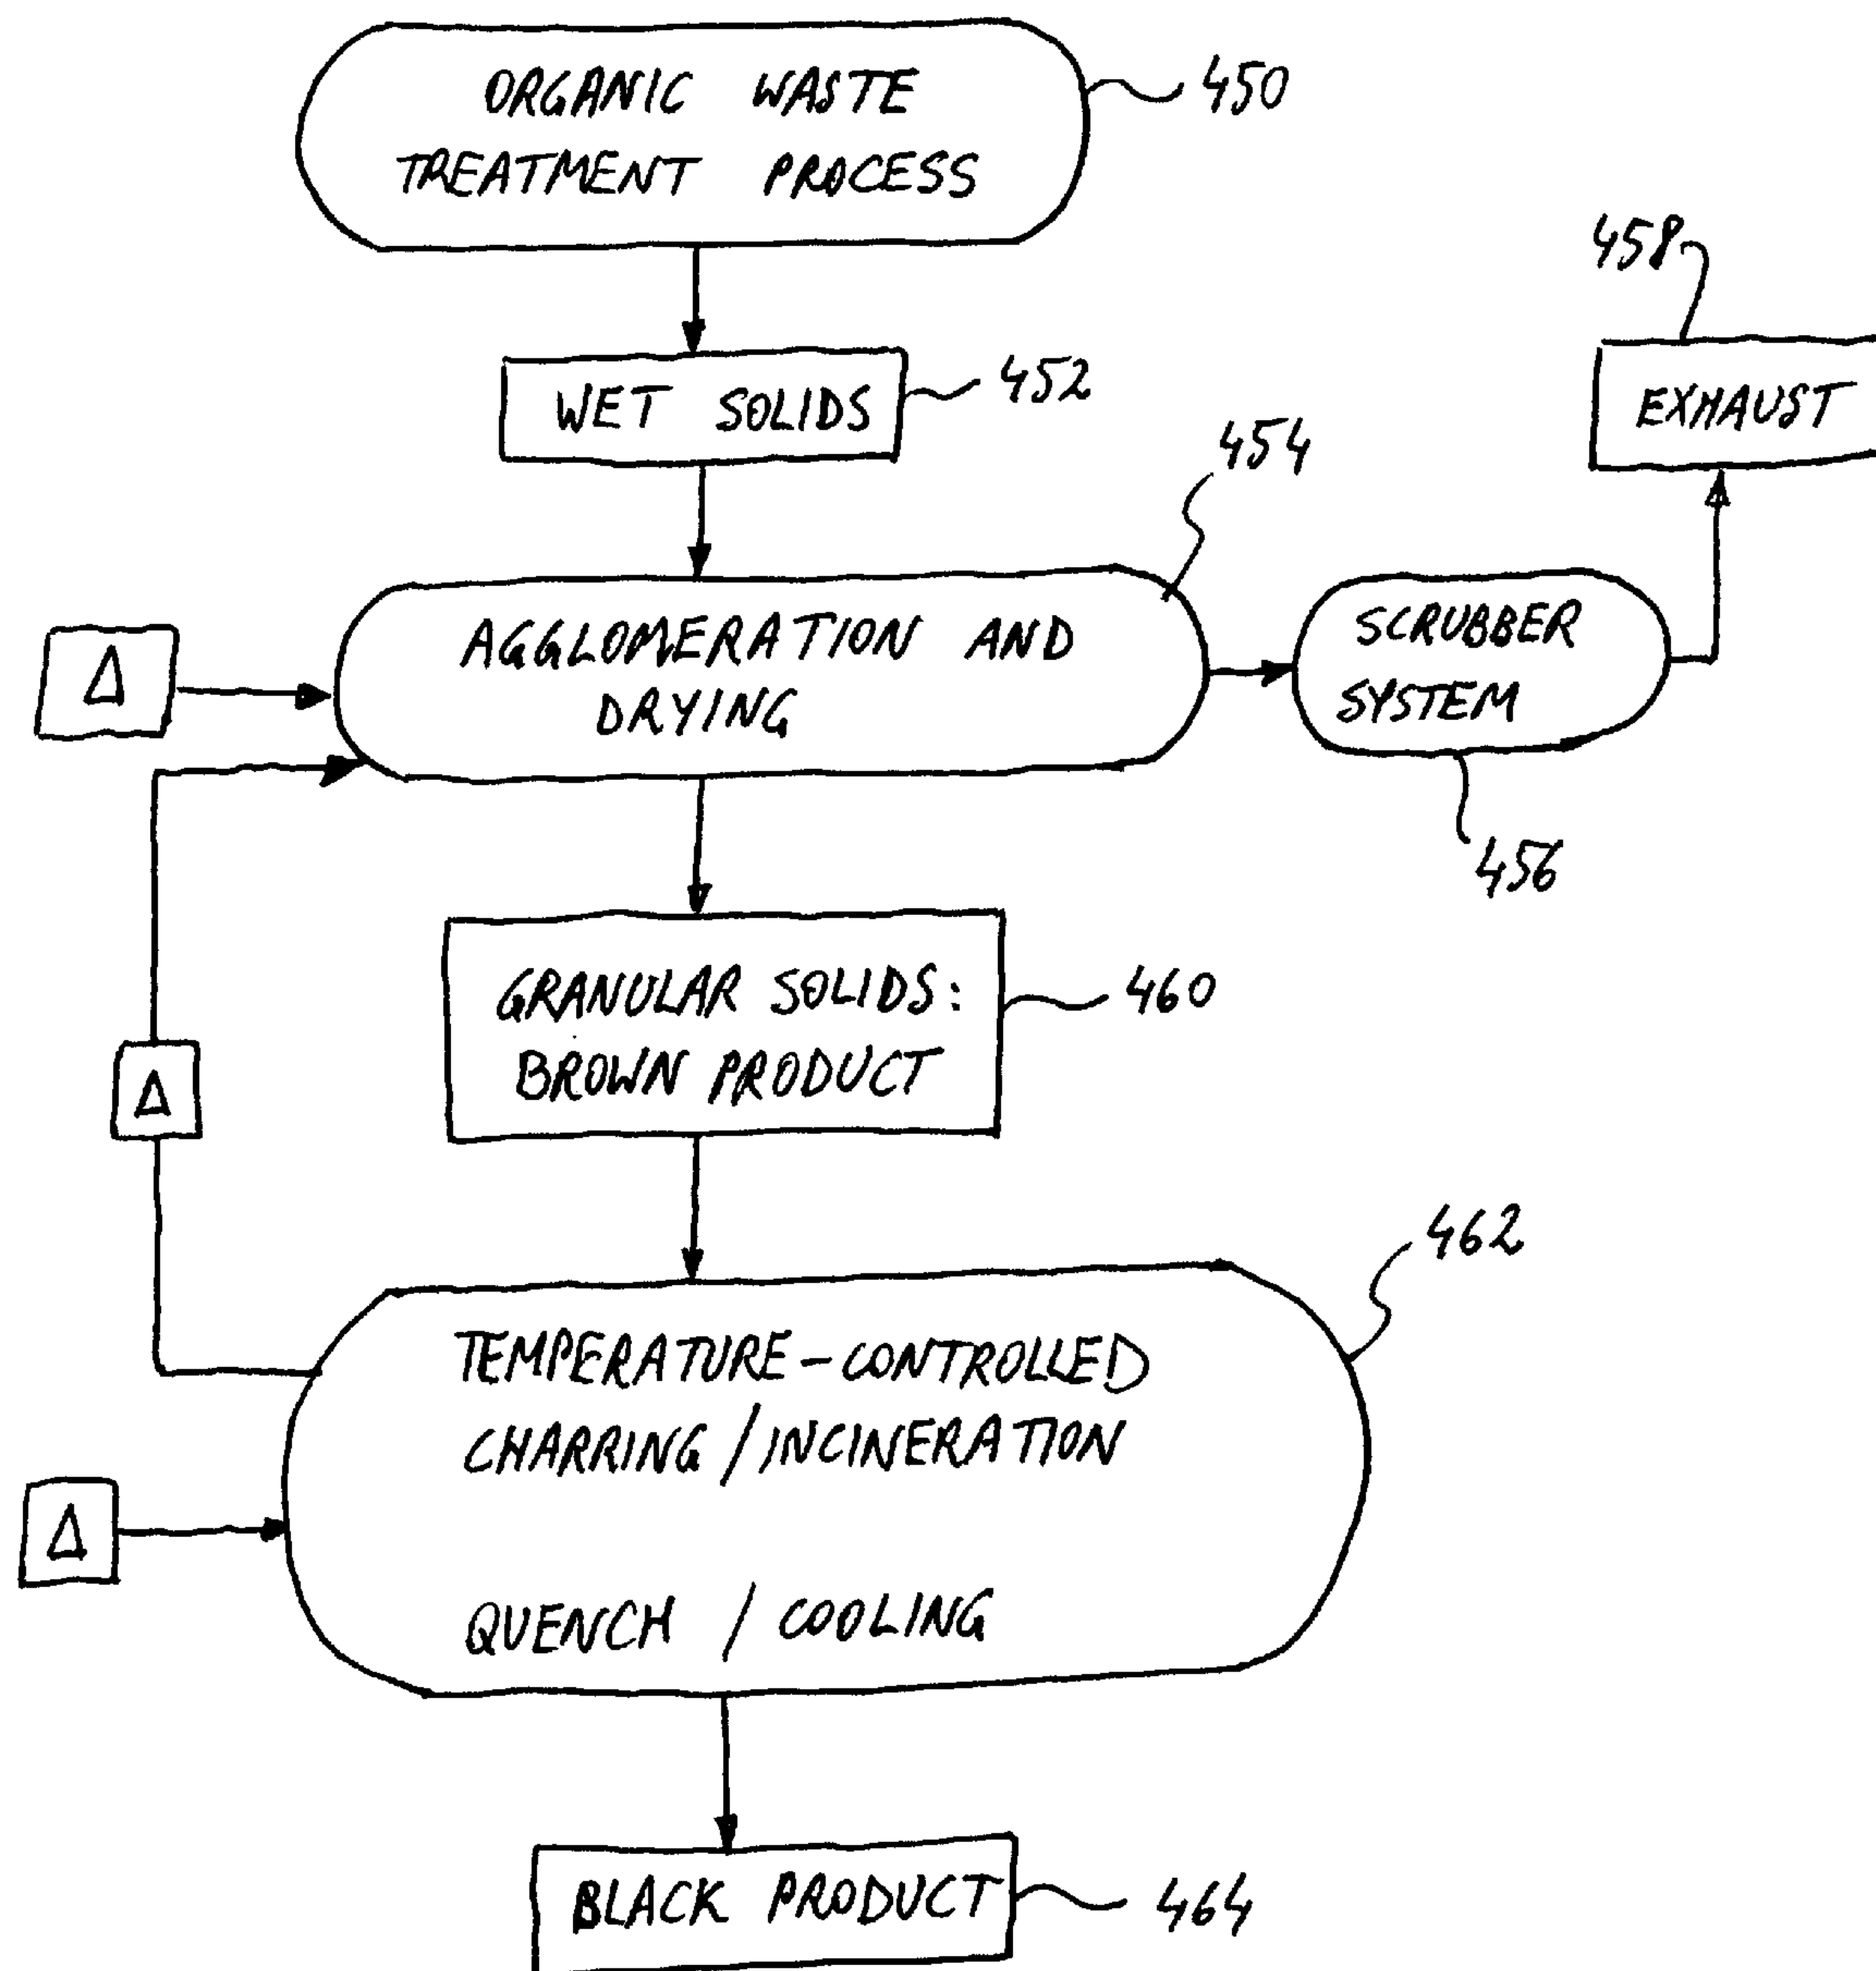 ORGANIC WASTE
TREATMENT PROCESS
450
WET SOLIDS
452
454
458
EXHAUST
Δ
AGGLOMERATION AND
DRYING
SCRUBBER
SYSTEM
456
GRANULAR SOLIDS:
BROWN PRODUCT
460
Δ
462
TEMPERATURE-CONTROLLED
CHARRING/INCINERATION
Δ
QUENCH / COOLING
BLACK PRODUCT
464